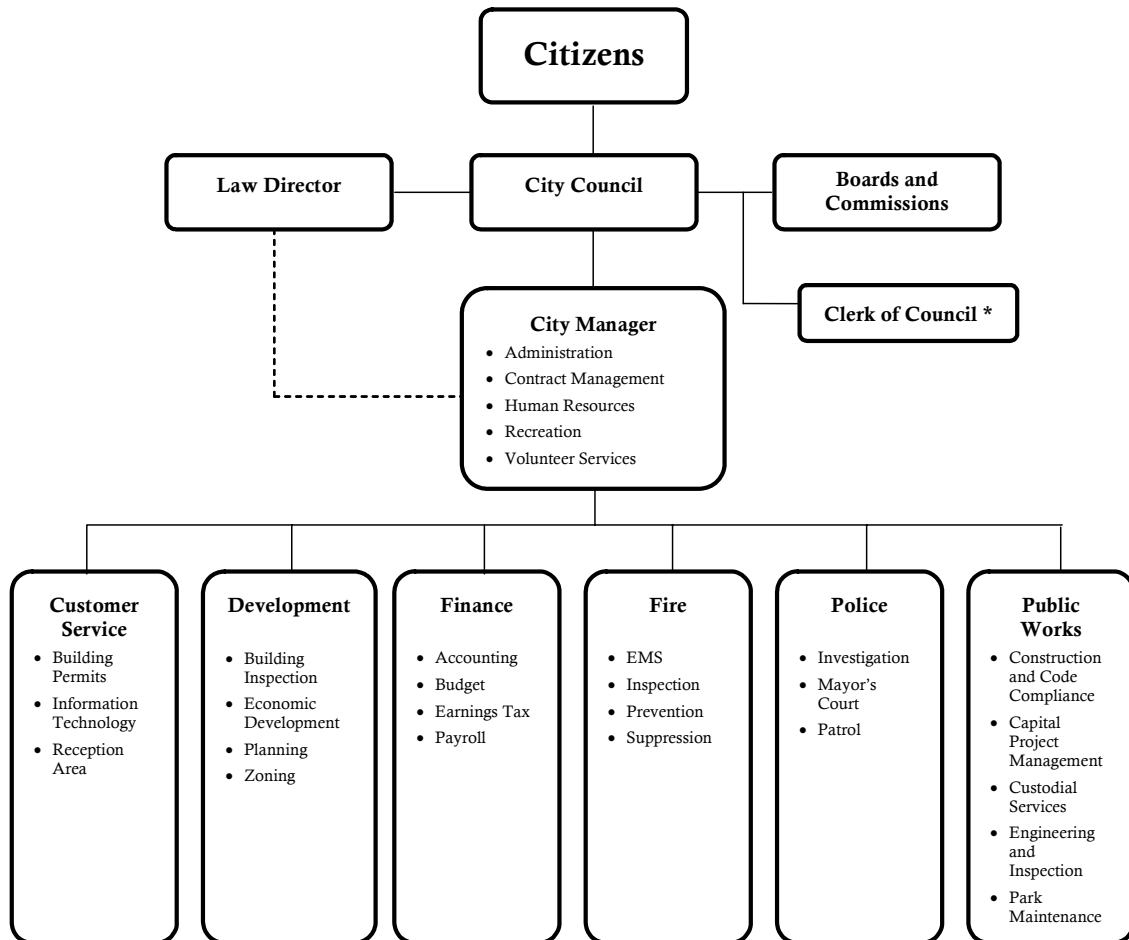 Citizens
Law Director
City Council
Boards and
Commissions
Clerk of Council *
City Manager
• Administration
• Contract Management
• Human Resources
• Recreation
• Volunteer Services
Customer
Service
• Building
Permits
• Information
Technology
• Reception
Area
Development
• Building
Inspection
• Economic
Development
• Planning
• Zoning
Finance
• Accounting
• Budget
• Earnings Tax
• Payroll
Fire
• EMS
• Inspection
• Prevention
• Suppression
Police
• Investigation
• Mayor's
Court
• Patrol
Public
Works
• Construction
and Code
Compliance
• Capital
Project
Management
• Custodial
Services
• Engineering
and
Inspection
• Park
Maintenance